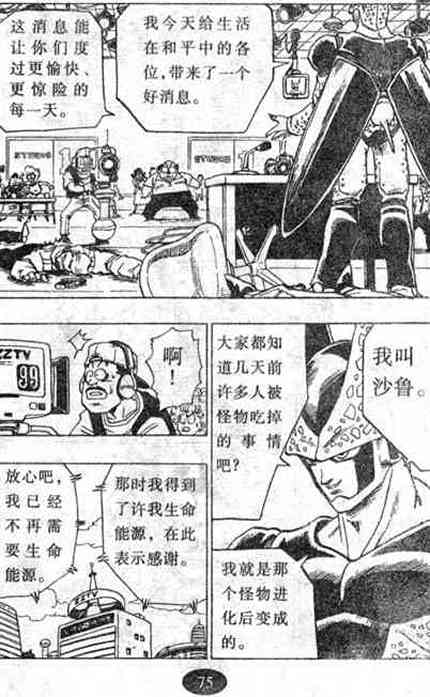 我今天给生活
在和平中的各
位,带来了一个
好消息。
这消息能
让你们度
过更愉快、
更惊险的
每一天。
我叫
沙鲁。
大家都知
道几天前
许多人被
怪物吃掉
的事情
吧?
我就是那
个怪物进
化后变成
的。
啊!
ZZTV
99
那时我得到
了许我生命
能源，在此
表示感谢。
放心吧,
我已经
不再需
要生命
能源。
ZZTV
75